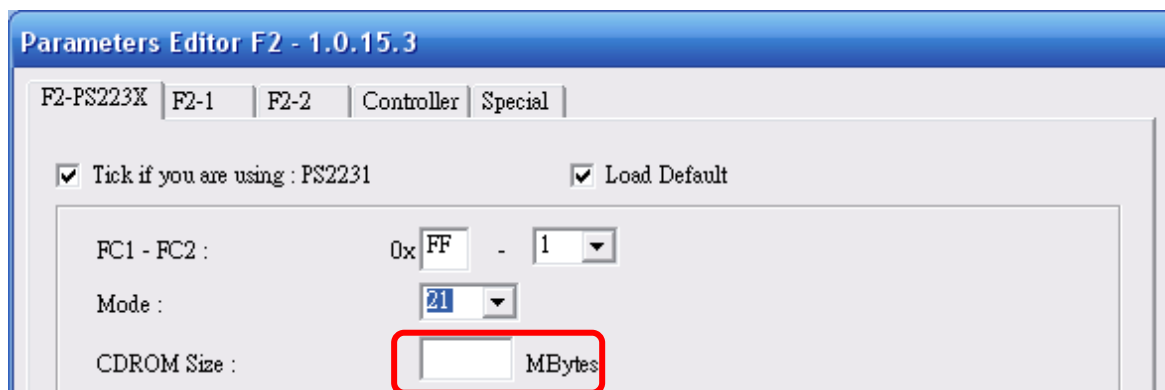 Parameters Editor F2 - 1.0.15.3
F2-PS223X F2-1 F2-2 Controller Special
Tick if you are using : PS2231 Load Default
FC1 - FC2 : 0x FF - 1
Mode : 21
CDROM Size : MBytes